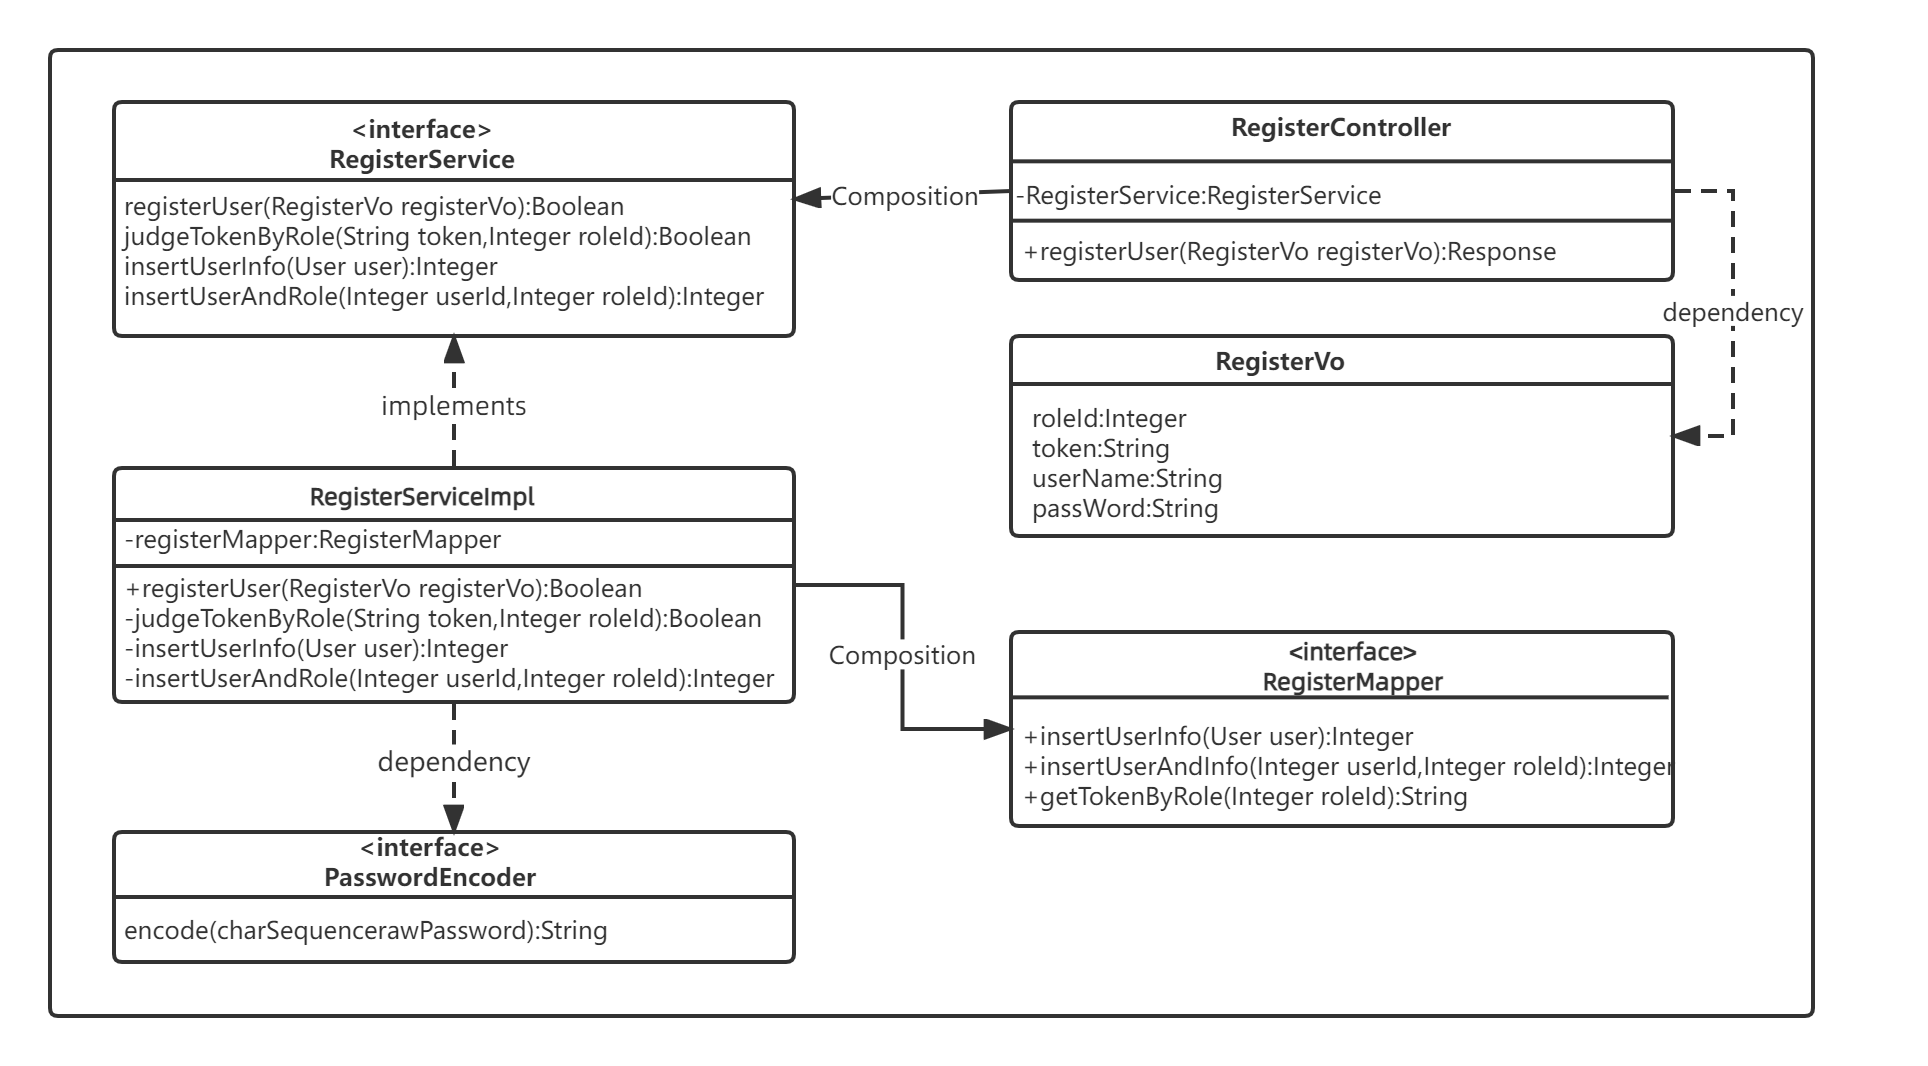 <interface>
RegisterService
registerUser(RegisterVo registerVo):Boolean
judgeTokenByRole(String token,Integer roleId):Boolean
insertUserInfo(User user):Integer
insertUserAndRole(Integer userId,Integer roleId):Integer
Composition
RegisterController
-RegisterService:RegisterService
+registerUser(RegisterVo registerVo):Response
dependency
RegisterVo
roleId:Integer
token:String
userName:String
passWord:String
implements
RegisterServiceImpl
-registerMapper:RegisterMapper
+registerUser(RegisterVo registerVo):Boolean
-judgeTokenByRole(String token,Integer roleId):Boolean
-insertUserInfo(User user):Integer
-insertUserAndRole(Integer userId,Integer roleId):Integer
Composition
<interface>
RegisterMapper
+insertUserInfo(User user):Integer
+insertUserAndInfo(Integer userId,Integer roleId):Integer
+getTokenByRole(Integer roleId):String
dependency
<interface>
PasswordEncoder
encode(charSequencerawPassword):String